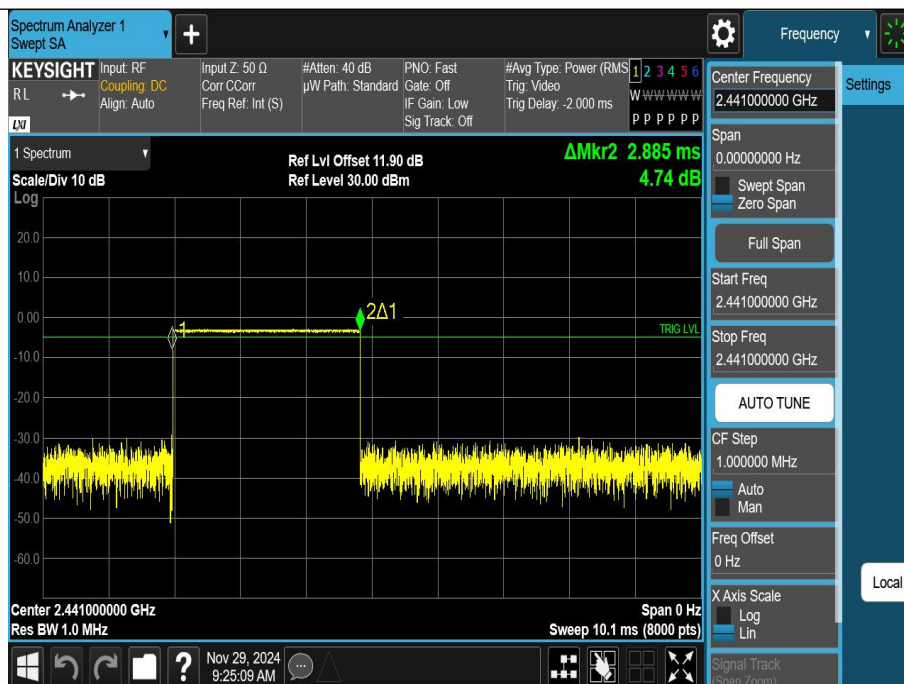 Spectrum Analyzer 1
Swept SA
+
Frequency
KEYSIGHT
RL
LXI
Input: RF
Coupling: DC
Align: Auto
Input Z: 50 Ω
Corr CCorr
Freq Ref: Int (S)
#Atten: 40 dB
µW Path: Standard
PNO: Fast
Gate: Off
IF Gain: Low
Sig Track: Off
#Avg Type: Power (RMS
Trig: Video
Trig Delay: -2.000 ms
1 2 3 4 5 6
W W W W W W
P P P P P P
Settings
Center Frequency
2.441000000 GHz
Span
0.00000000 Hz
Swept Span
Zero Span
Full Span
Start Freq
2.441000000 GHz
Stop Freq
2.441000000 GHz
AUTO TUNE
CF Step
1.000000 MHz
Auto
Man
Freq Offset
0 Hz
X Axis Scale
Log
Lin
Signal Track
(Span Zoom)
Local
1 Spectrum
Scale/Div 10 dB
Log
Ref Lvl Offset 11.90 dB
Ref Level 30.00 dBm
ΔMkr2 2.885 ms
4.74 dB
20.0
10.0
0.00
-10.0
-20.0
-30.0
-40.0
-50.0
-60.0
1
2Δ1
TRIG LVL
Center 2.441000000 GHz
Res BW 1.0 MHz
Span 0 Hz
Sweep 10.1 ms (8000 pts)
?
Nov 29, 2024
9:25:09 AM